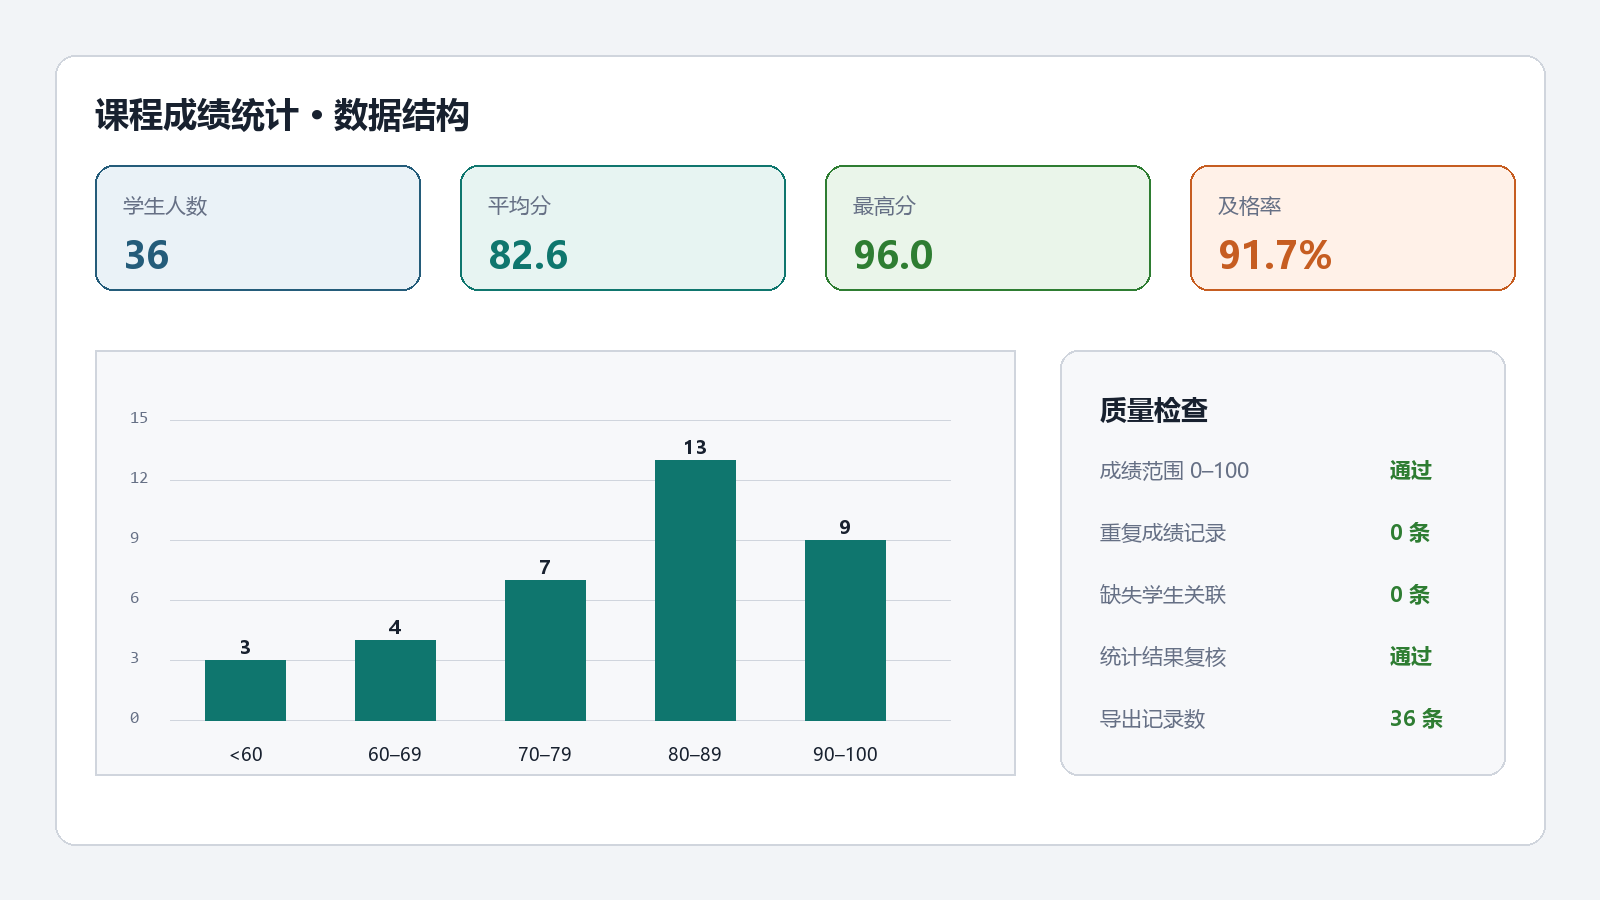 课程成绩统计 • 数据结构
学生人数
36
平均分
82.6
最高分
96.0
及格率
91.7%
15
12
9
6
3
0
3
4
7
13
9
<60
60–69
70–79
80–89
90–100
质量检查
成绩范围 0–100 通过
重复成绩记录 0 条
缺失学生关联 0 条
统计结果复核 通过
导出记录数 36 条